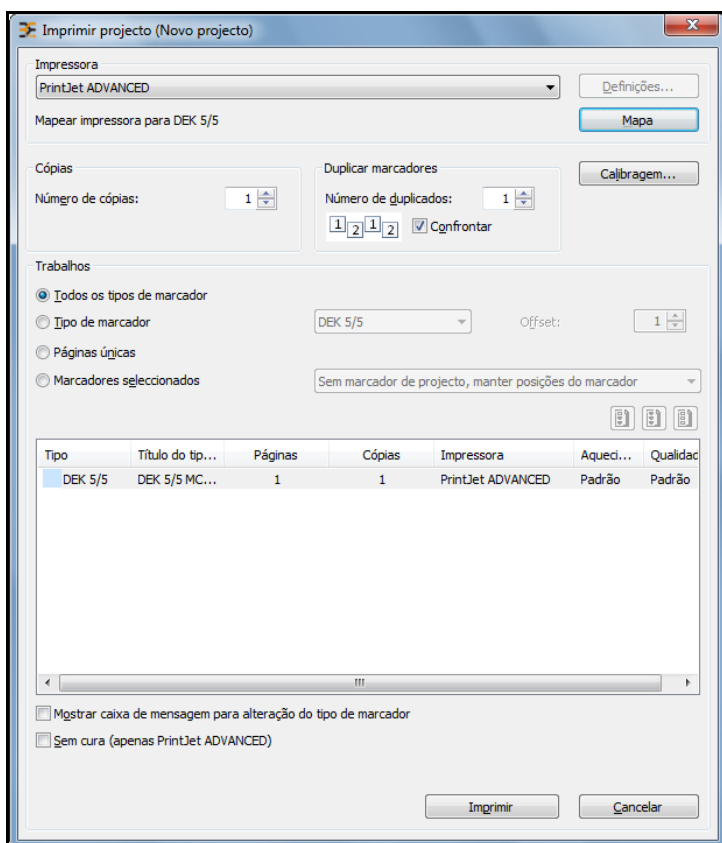 Imprimir projecto (Novo projecto)
Impressora
PrintJet ADVANCED
Definições...
Mapear impressora para DEK 5/5
Mapa
Cópias
Número de cópias: 1
Duplicar marcadores
Número de duplicados: 1
1 2 1 2 Confrontar
Calibragem...
Trabalhos
Todos os tipos de marcador
Tipo de marcador DEK 5/5 Offset: 1
Páginas únicas
Marcadores seleccionados Sem marcador de projecto, manter posições do marcador
Tipo Título do tip... Páginas Cópias Impressora Aqueci... Qualidad
DEK 5/5 DEK 5/5 MC... 1 1 PrintJet ADVANCED Padrão Padrão
Mostrar caixa de mensagem para alteração do tipo de marcador
Sem cura (apenas PrintJet ADVANCED)
Imprimir Cancelar